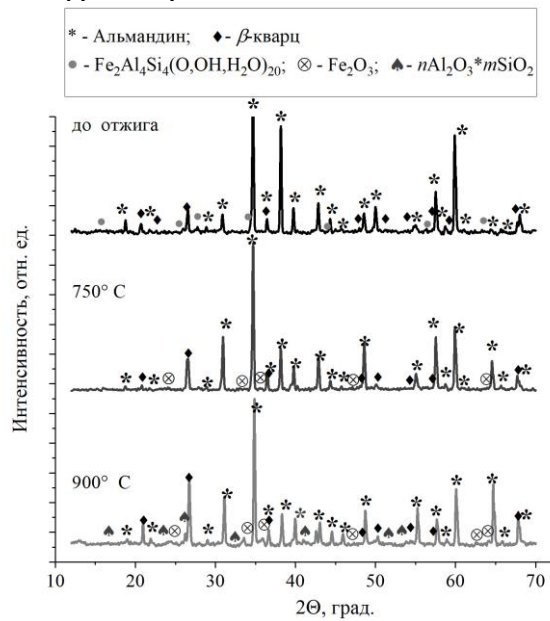 * - Альмандин; ♦ - β-кварц
● - Fe₂Al₄Si₄(O,OH,H₂O)₂₀; ⊗ - Fe₂O₃; ♠ - nAl₂O₃*mSiO₂
до отжига
750° C
900° C
Интенсивность, отн. ед.
10 20 30 40 50 60 70
2Θ, град.